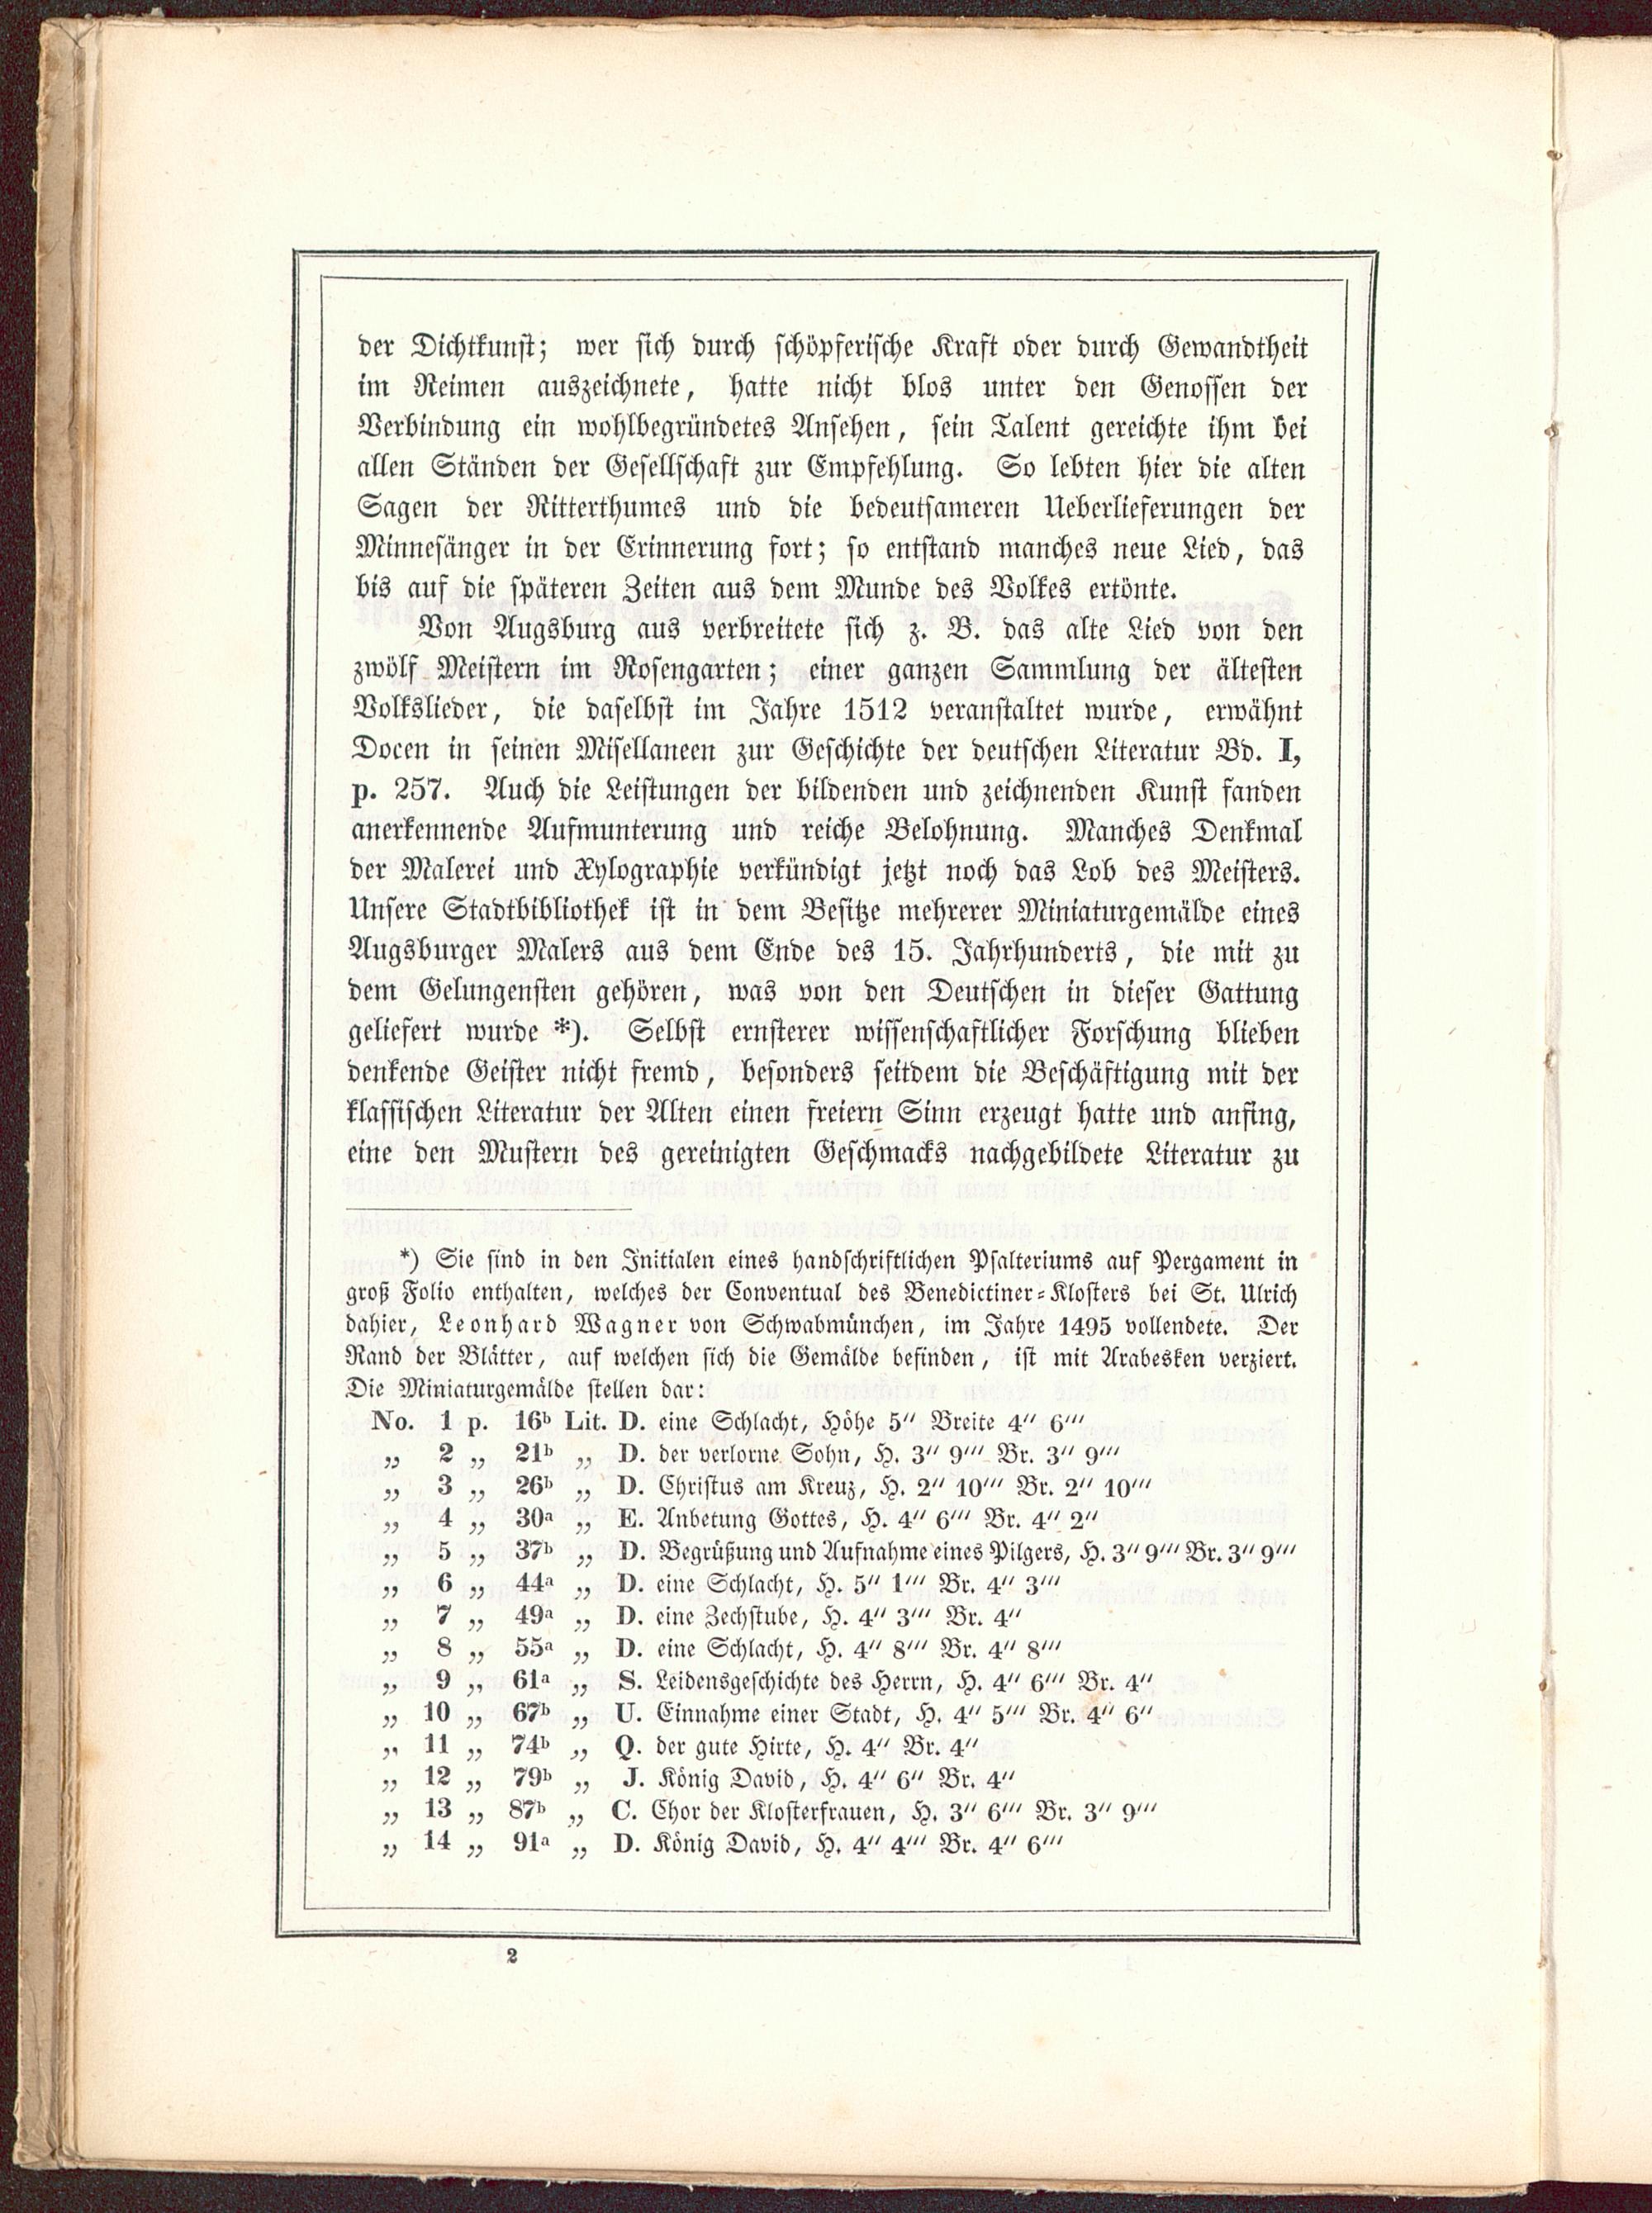 der Dichtkunst; wer sich durch schöpferische Kraft oder durch Gewandtheit
im Reimen auszeichnete, hatte nicht blos unter den Genossen der
Verbindung ein wohlbegründetes Ansehen, sein Talent gereichte ihm bei
allen Ständen der Gesellschaft zur Empfehlung. So lebten hier die alten
Sagen der Ritterthumes und die bedeutsameren Ueberlieferungen der
Minnesänger in der Erinnerung fort; so entstand manches neue Lied, das
bis auf die späteren Zeiten aus dem Munde des Volkes ertönte.
Von Augsburg aus verbreitete sich z. B. das alte Lied von den
zwölf Meistern im Rosengarten; einer ganzen Sammlung der ältesten
Volkslieder, die daselbst im Jahre 1512 veranstaltet wurde, erwähnt
Docen in seinen Misellaneen zur Geschichte der deutschen Literatur Bd. I,
p. 257. Auch die Leistungen der bildenden und zeichnenden Kunst fanden
anerkennende Aufmunterung und reiche Belohnung. Manches Denkmal
der Malerei und Xylographie verkündigt jetzt noch das Lob des Meisters.
Unsere Stadtbibliothek ist in dem Besitze mehrerer Miniaturgemälde eines
Augsburger Malers aus dem Ende des 15. Jahrhunderts, die mit zu
dem Gelungensten gehören, was von den Deutschen in dieser Gattung
geliefert wurde *). Selbst ernsterer wissenschaftlicher Forschung blieben
denkende Geister nicht fremd, besonders seitdem die Beschäftigung mit der
klassischen Literatur der Alten einen freiern Sinn erzeugt hatte und anfing,
eine den Mustern des gereinigten Geschmacks nachgebildete Literatur zu
*) Sie sind in den Initialen eines handschriftlichen Psalteriums auf Pergament in
groß Folio enthalten, welches der Conventual des Benedictiner-Klosters bei St. Ulrich
dahier, Leonhard Wagner von Schwabmünchen, im Jahre 1495 vollendete. Der
Rand der Blätter, auf welchen sich die Gemälde befinden, ist mit Arabesken verziert.
Die Miniaturgemälde stellen dar:
No. 1 p. 16b Lit. D. eine Schlacht, Höhe 5'' Breite 4'' 6'''
„ 2 „ 21b „ D. der verlorne Sohn, H. 3'' 9''' Br. 3'' 9'''
„ 3 „ 26b „ D. Christus am Kreuz, H. 2'' 10''' Br. 2'' 10'''
„ 4 „ 30a „ E. Anbetung Gottes, H. 4'' 6''' Br. 4'' 2''
„ 5 „ 37b „ D. Begrüßung und Aufnahme eines Pilgers, H. 3'' 9''' Br. 3'' 9'''
„ 6 „ 44a „ D. eine Schlacht, H. 5'' 1''' Br. 4'' 3'''
„ 7 „ 49a „ D. eine Zechstube, H. 4'' 3''' Br. 4''
„ 8 „ 55a „ D. eine Schlacht, H. 4'' 8''' Br. 4'' 8'''
„ 9 „ 61a „ S. Leidensgeschichte des Herrn, H. 4'' 6''' Br. 4''
„ 10 „ 67b „ U. Einnahme einer Stadt, H. 4'' 5''' Br. 4'' 6''
„ 11 „ 74b „ Q. der gute Hirte, H. 4'' Br. 4''
„ 12 „ 79b „ J. König David, H. 4'' 6'' Br. 4''
„ 13 „ 87b „ C. Chor der Klosterfrauen, H. 3'' 6''' Br. 3'' 9'''
„ 14 „ 91a „ D. König David, H. 4'' 4''' Br. 4'' 6'''
2